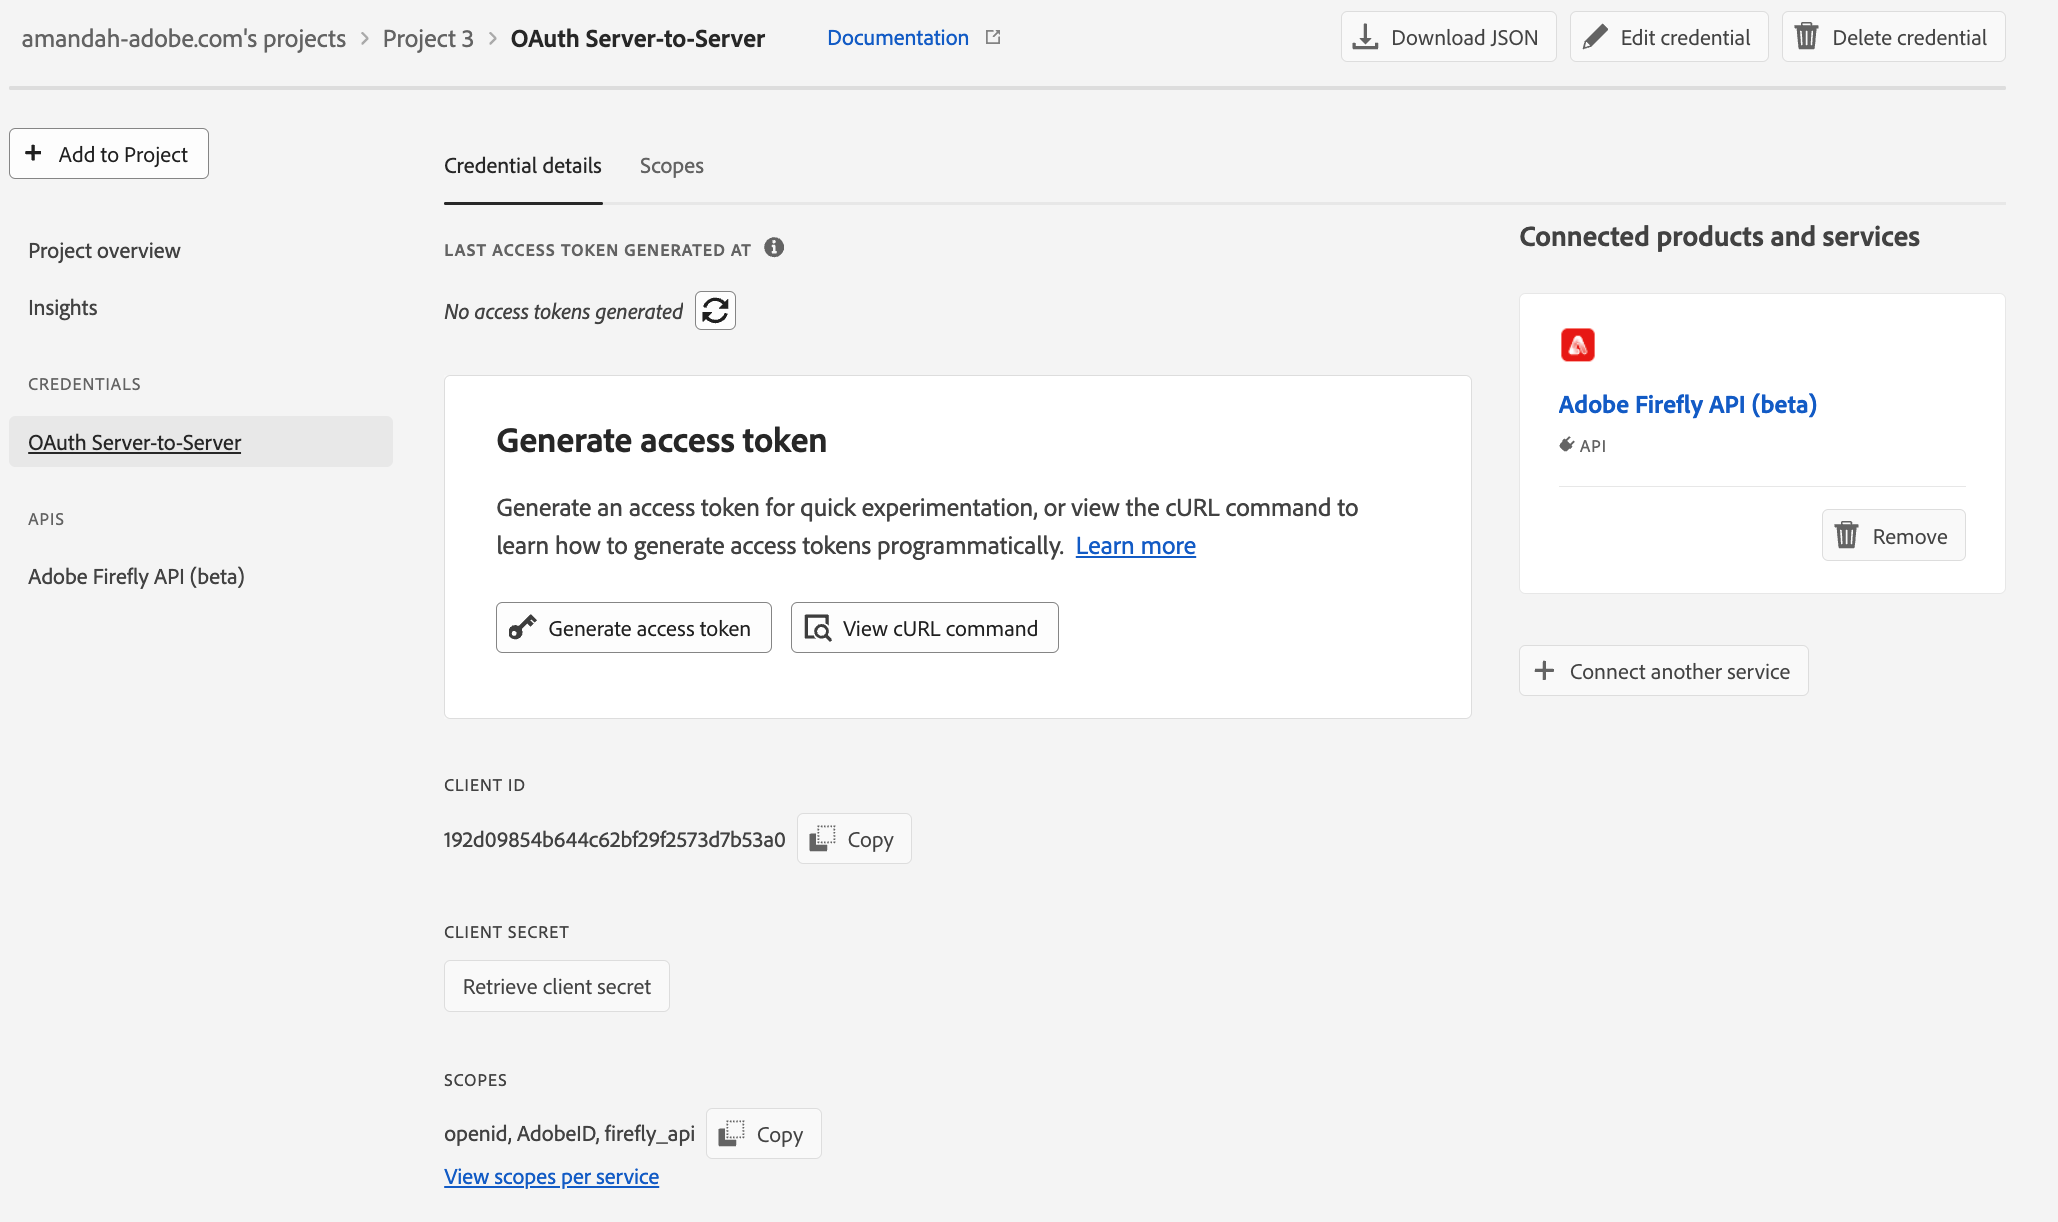 amandah-adobe.com's projects > Project 3 > OAuth Server-to-Server Documentation
Download JSON
Edit credential
Delete credential
+ Add to Project
Project overview
Insights
CREDENTIALS
OAuth Server-to-Server
APIS
Adobe Firefly API (beta)
Credential details
Scopes
LAST ACCESS TOKEN GENERATED AT
No access tokens generated
Generate access token
Generate an access token for quick experimentation, or view the cURL command to
learn how to generate access tokens programmatically. Learn more
Generate access token
View cURL command
CLIENT ID
192d09854b644c62bf29f2573d7b53a0
Copy
CLIENT SECRET
Retrieve client secret
SCOPES
openid, AdobeID, firefly_api
Copy
View scopes per service
Connected products and services
Adobe Firefly API (beta)
API
Remove
+ Connect another service